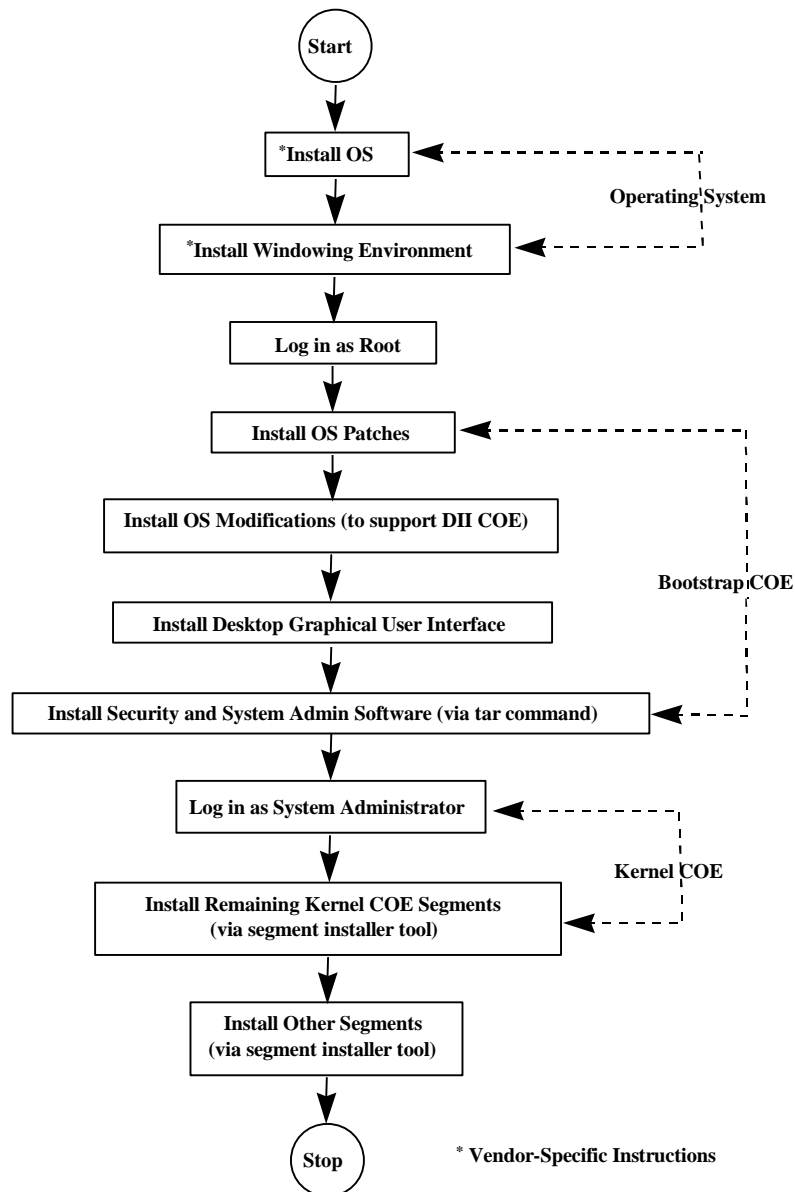 Start
*Install OS
Operating System
*Install Windowing Environment
Log in as Root
Install OS Patches
Install OS Modifications (to support DII COE)
Bootstrap COE
Install Desktop Graphical User Interface
Install Security and System Admin Software (via tar command)
Log in as System Administrator
Kernel COE
Install Remaining Kernel COE Segments
(via segment installer tool)
Install Other Segments
(via segment installer tool)
Stop
* Vendor-Specific Instructions